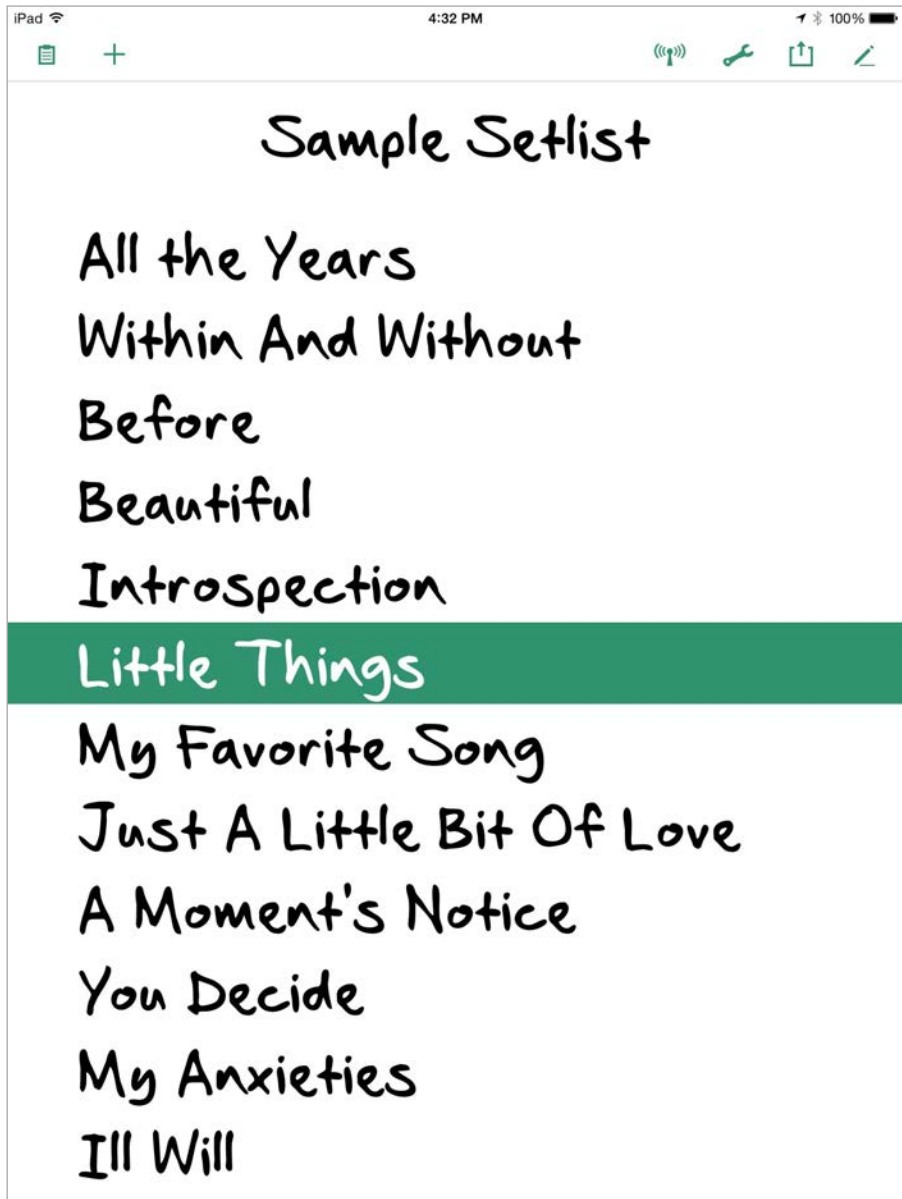 iPad 4:32 PM 100%
Sample Setlist
All the Years
Within And Without
Before
Beautiful
Introspection
Little Things
My Favorite Song
Just A Little Bit Of Love
A Moment's Notice
You Decide
My Anxieties
Ill Will